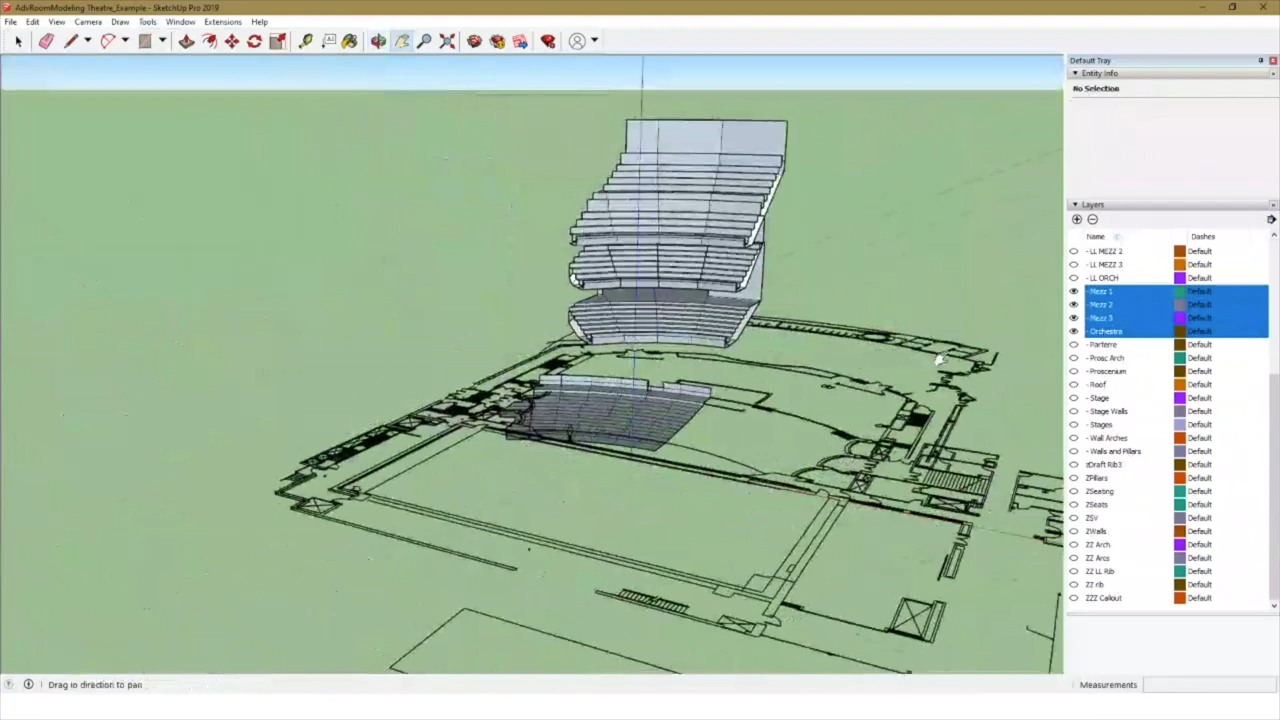 AdvRoomModeling Theatre_Example - SketchUp Pro 2019
File Edit View Camera Draw Tools Window Extensions Help
Default Tray
Entity Info
No Selection
Layers
Name Dashes
- LL MEZZ 2 Default
- LL MEZZ 3 Default
- LL ORCH Default
- Mezz 1 Default
- Mezz 2 Default
- Mezz 3 Default
- Orchestra Default
- Parterre Default
- Prosc Arch Default
- Proscenium Default
- Roof Default
- Stage Default
- Stage Walls Default
- Stages Default
- Wall Arches Default
- Walls and Pillars Default
zDraft Rib3 Default
ZPillars Default
ZSeating Default
ZSeats Default
ZSV Default
ZWalls Default
ZZ Arch Default
ZZ Arcs Default
ZZ LL Rib Default
ZZ rib Default
ZZZ Callout Default
Drag in direction to pan
Measurements